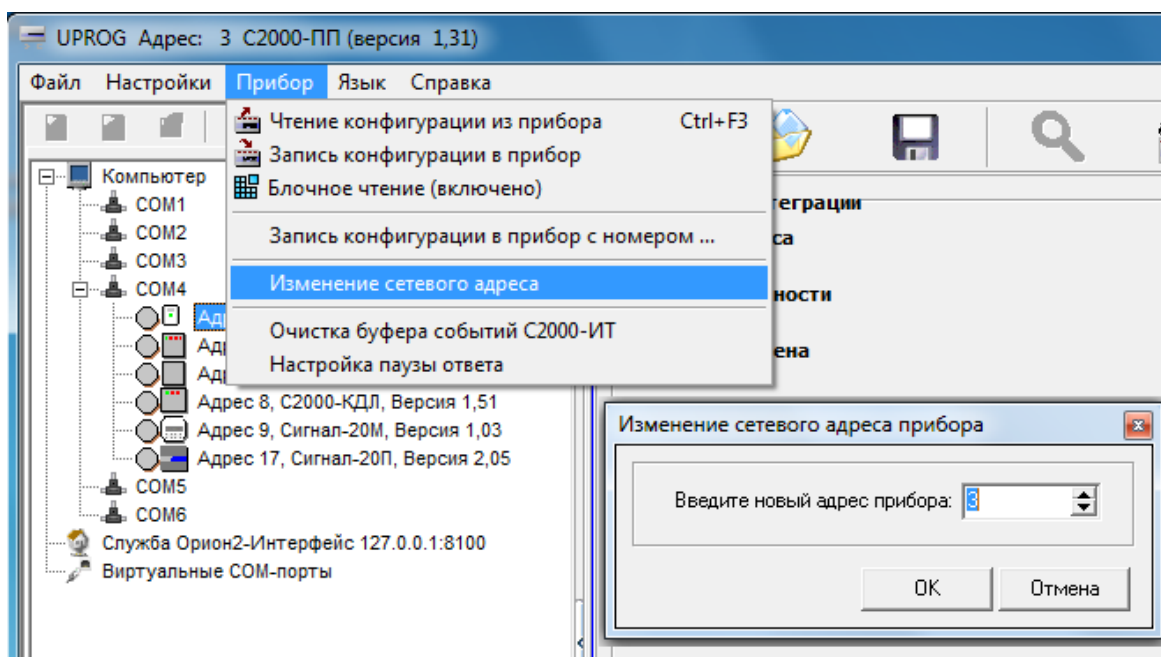 UPROG Адрес: 3 С2000-ПП (версия 1,31)
Файл Настройки Прибор Язык Справка
Чтение конфигурации из прибора Ctrl+F3
Запись конфигурации в прибор
Блочное чтение (включено)
Запись конфигурации в прибор с номером ...
Изменение сетевого адреса
Очистка буфера событий С2000-ИТ
Настройка паузы ответа
Компьютер
COM1
COM2
COM3
COM4
Адрес 8, С2000-КДЛ, Версия 1,51
Адрес 9, Сигнал-20М, Версия 1,03
Адрес 17, Сигнал-20П, Версия 2,05
COM5
COM6
Служба Орион2-Интерфейс 127.0.0.1:8100
Виртуальные COM-порты
Изменение сетевого адреса прибора
Введите новый адрес прибора: 3
OK Отмена